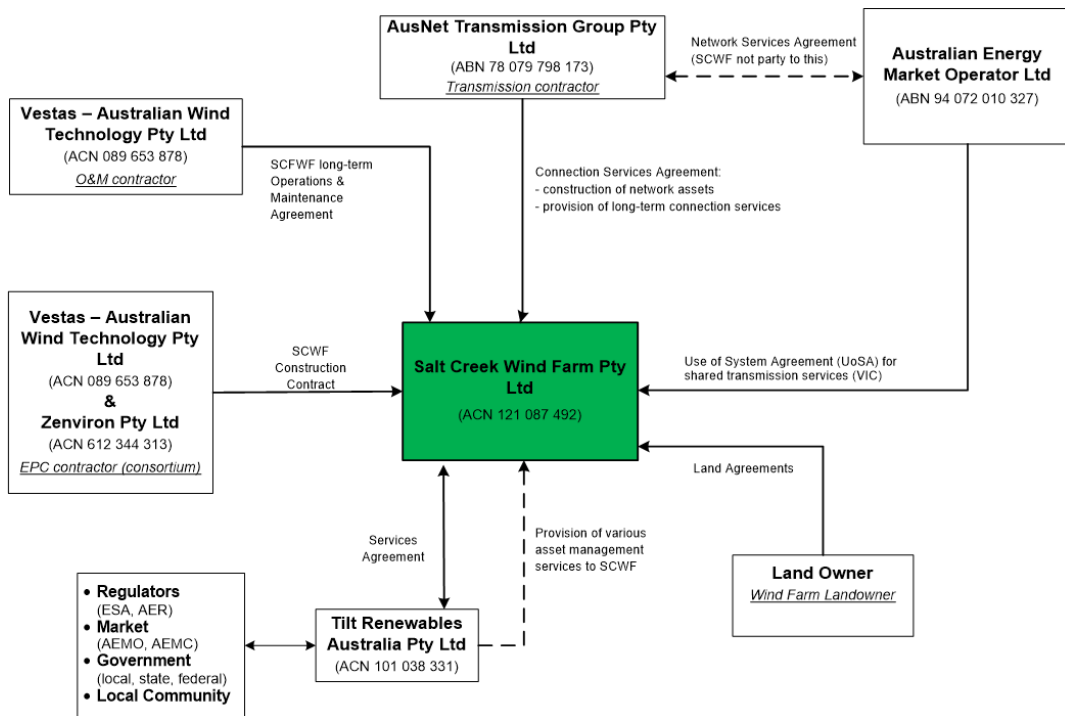 AusNet Transmission Group Pty
Ltd
(ABN 78 079 798 173)
Transmission contractor
Network Services Agreement
(SCWF not party to this)
Australian Energy
Market Operator Ltd
(ABN 94 072 010 327)
Vestas – Australian Wind
Technology Pty Ltd
(ACN 089 653 878)
O&M contractor
SCFWF long-term
Operations &
Maintenance
Agreement
Connection Services Agreement:
- construction of network assets
- provision of long-term connection services
Vestas – Australian
Wind Technology Pty
Ltd
(ACN 089 653 878)
&
Zenviron Pty Ltd
(ACN 612 344 313)
EPC contractor (consortium)
SCWF
Construction
Contract
Salt Creek Wind Farm Pty
Ltd
(ACN 121 087 492)
Use of System Agreement (UoSA) for
shared transmission services (VIC)
Land Agreements
Services
Agreement
Provision of various
asset management
services to SCWF
Land Owner
Wind Farm Landowner
• Regulators
(ESA, AER)
• Market
(AEMO, AEMC)
• Government
(local, state, federal)
• Local Community
Tilt Renewables
Australia Pty Ltd
(ACN 101 038 331)